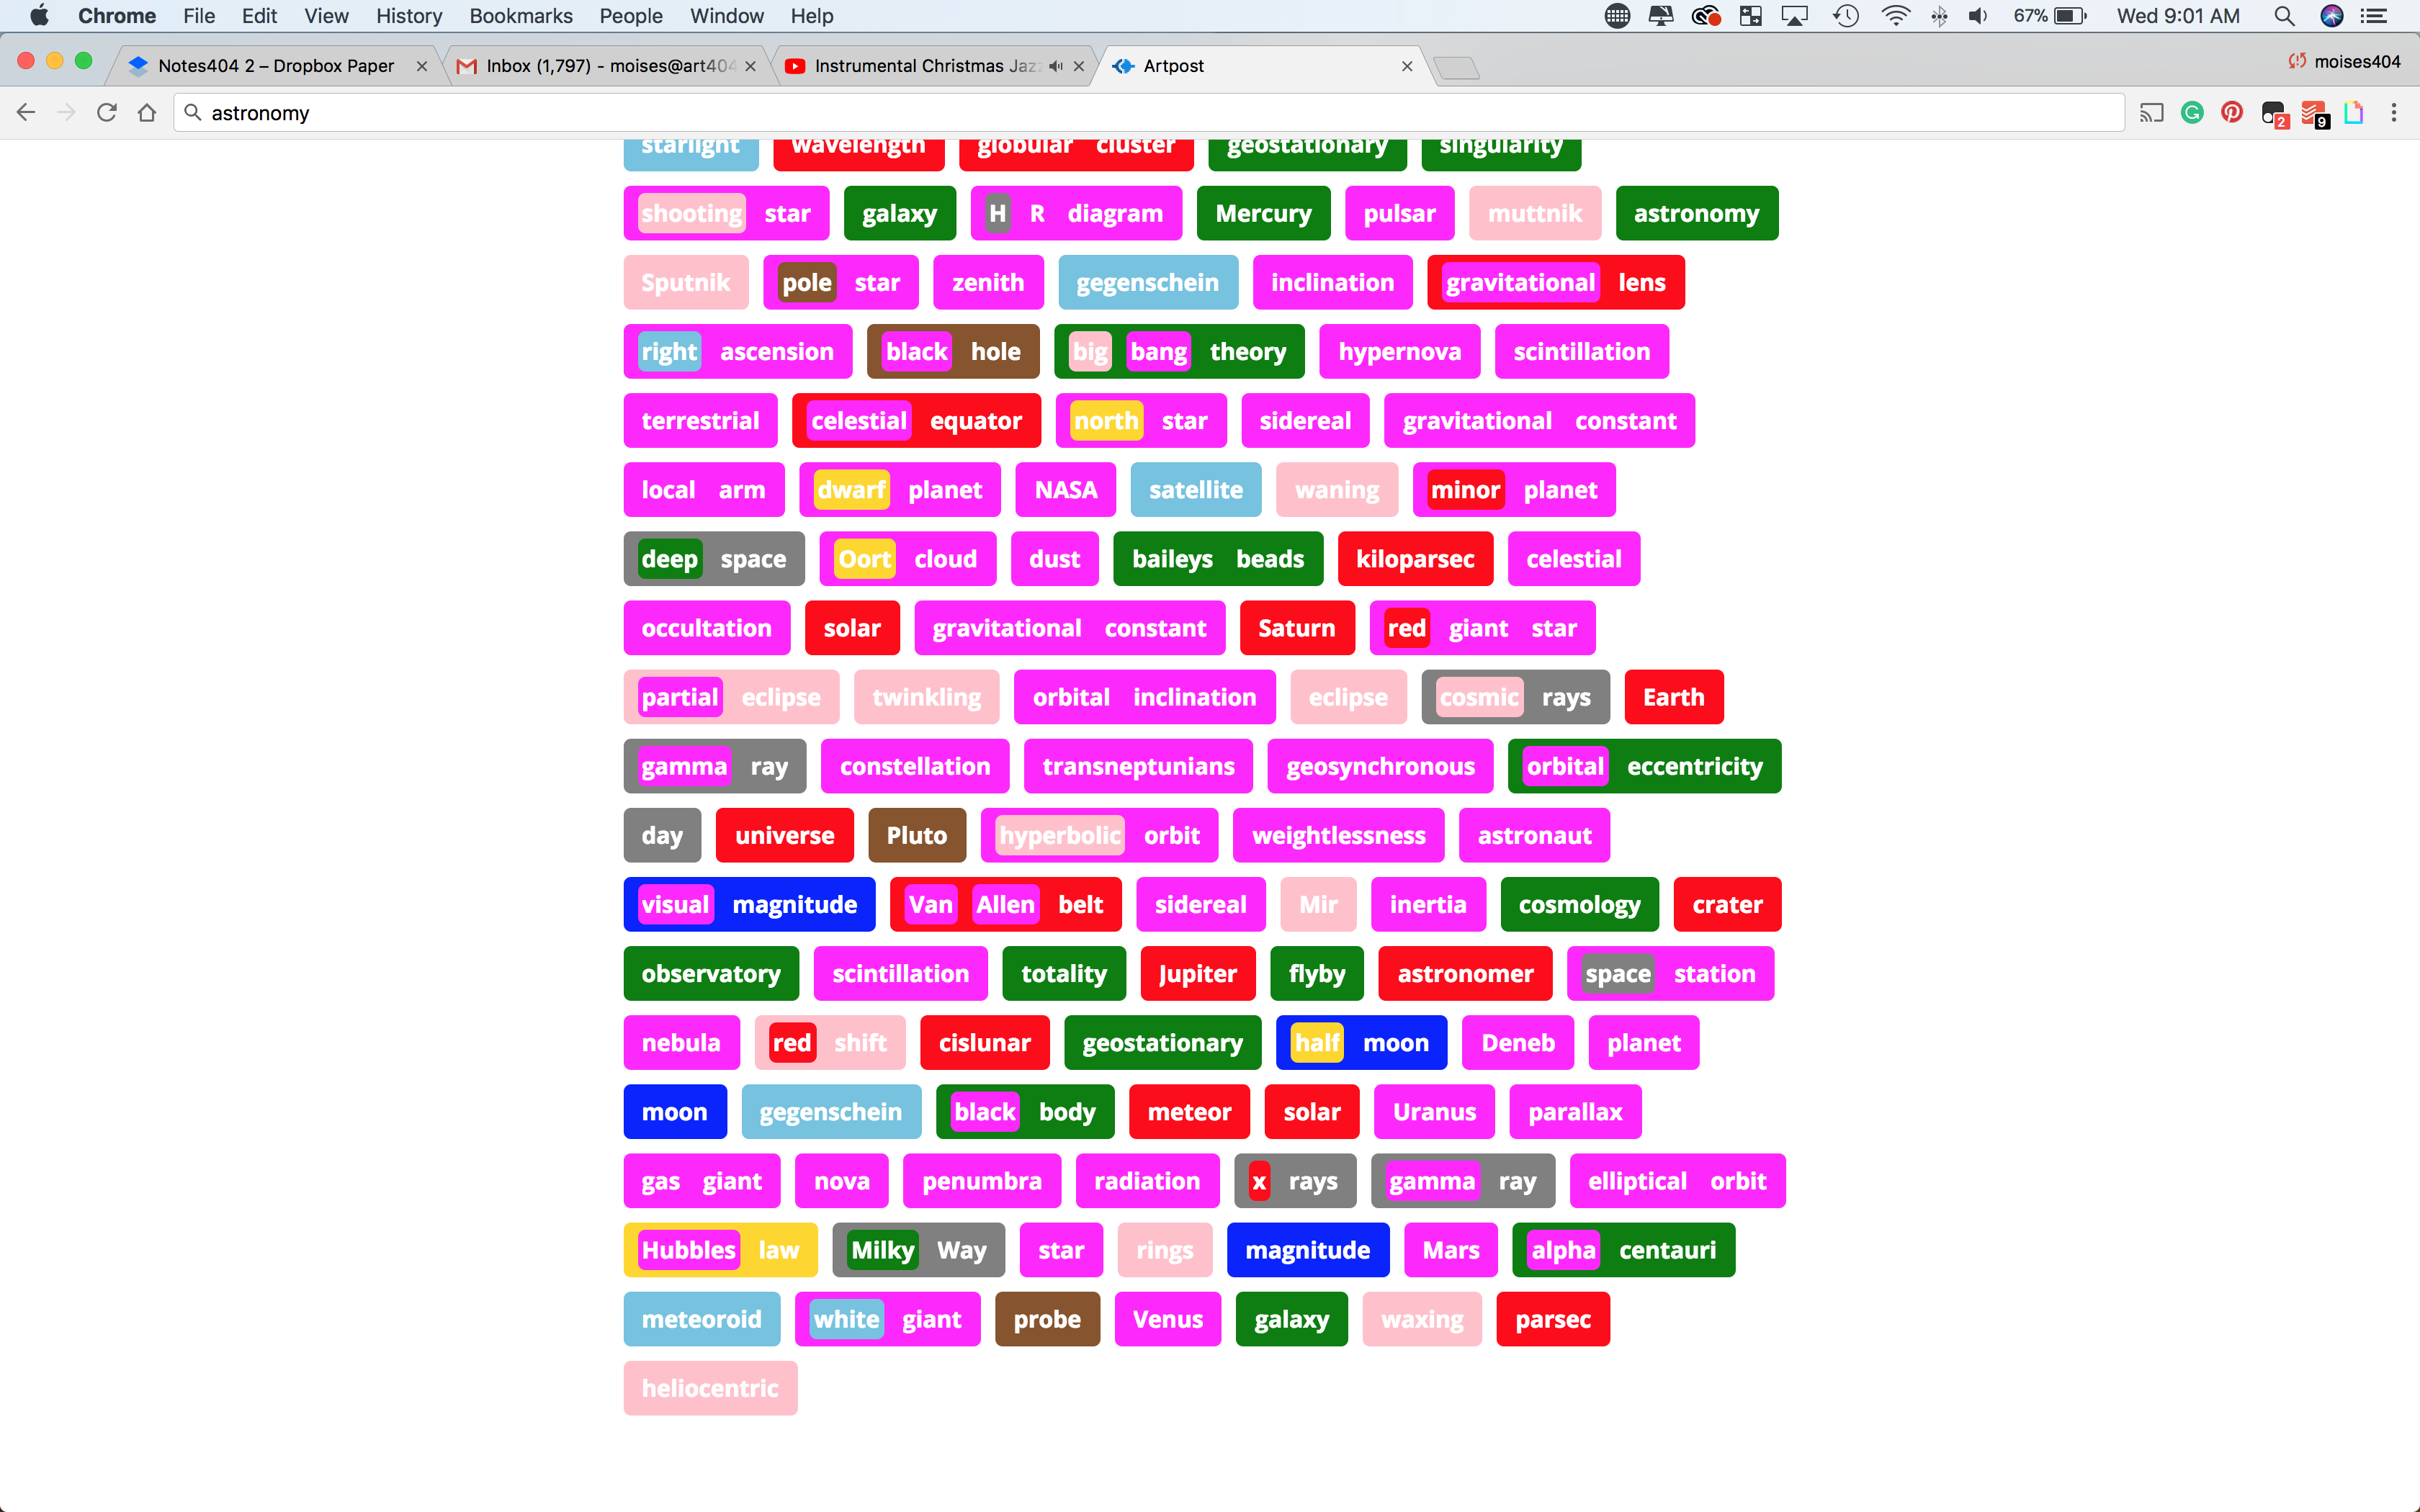 Chrome File Edit View History Bookmarks People Window Help 67% Wed 9:01 AM
Notes404 2 – Dropbox Paper Inbox (1,797) - moises@art404 Instrumental Christmas Jazz Artpost moises404
astronomy 2 9
starlight wavelength globular cluster geostationary singularity
shooting star galaxy H R diagram Mercury pulsar muttnik astronomy
Sputnik pole star zenith gegenschein inclination gravitational lens
right ascension black hole big bang theory hypernova scintillation
terrestrial celestial equator north star sidereal gravitational constant
local arm dwarf planet NASA satellite waning minor planet
deep space Oort cloud dust baileys beads kiloparsec celestial
occultation solar gravitational constant Saturn red giant star
partial eclipse twinkling orbital inclination eclipse cosmic rays Earth
gamma ray constellation transneptunians geosynchronous orbital eccentricity
day universe Pluto hyperbolic orbit weightlessness astronaut
visual magnitude Van Allen belt sidereal Mir inertia cosmology crater
observatory scintillation totality Jupiter flyby astronomer space station
nebula red shift cislunar geostationary half moon Deneb planet
moon gegenschein black body meteor solar Uranus parallax
gas giant nova penumbra radiation x rays gamma ray elliptical orbit
Hubbles law Milky Way star rings magnitude Mars alpha centauri
meteoroid white giant probe Venus galaxy waxing parsec
heliocentric